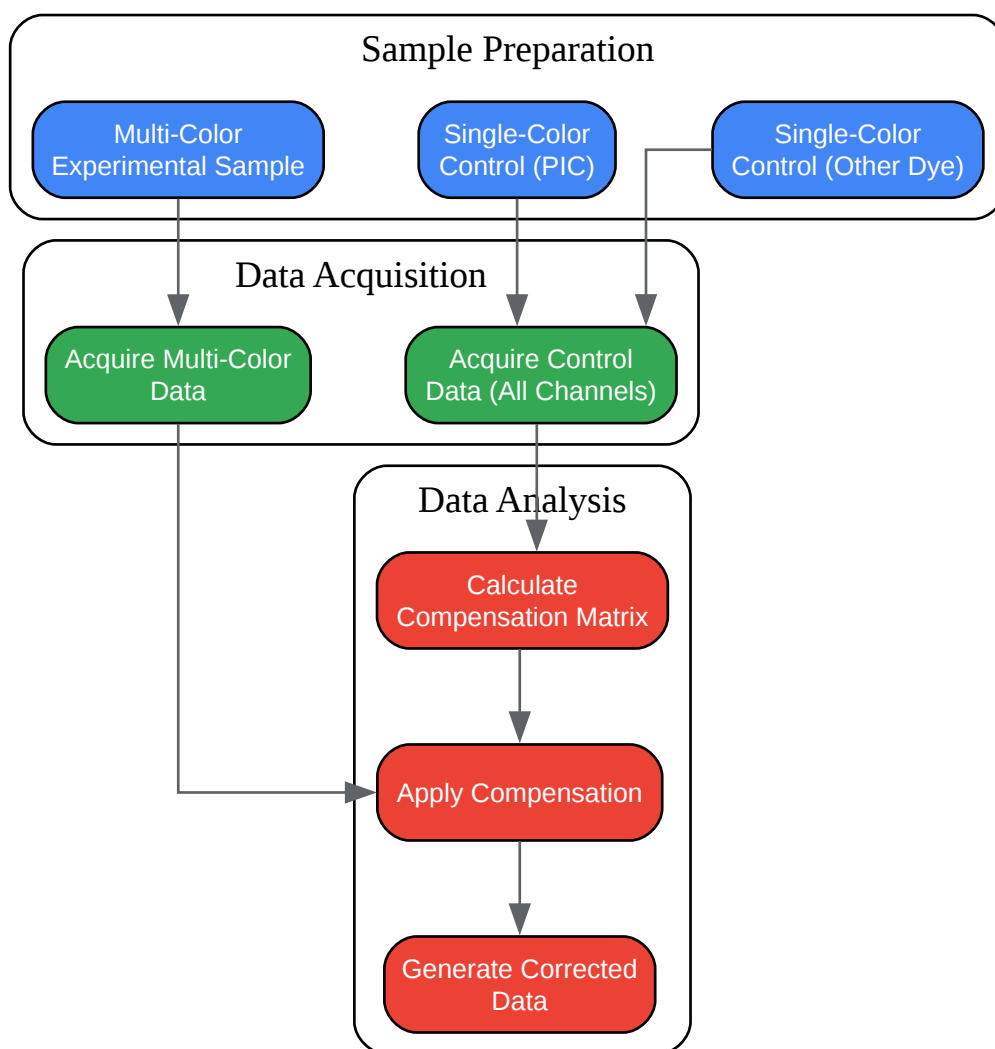 Sample Preparation
Multi-Color
Experimental Sample
Single-Color
Control (PIC)
Single-Color
Control (Other Dye)
Data Acquisition
Acquire Multi-Color
Data
Acquire Control
Data (All Channels)
Data Analysis
Calculate
Compensation Matrix
Apply Compensation
Generate Corrected
Data